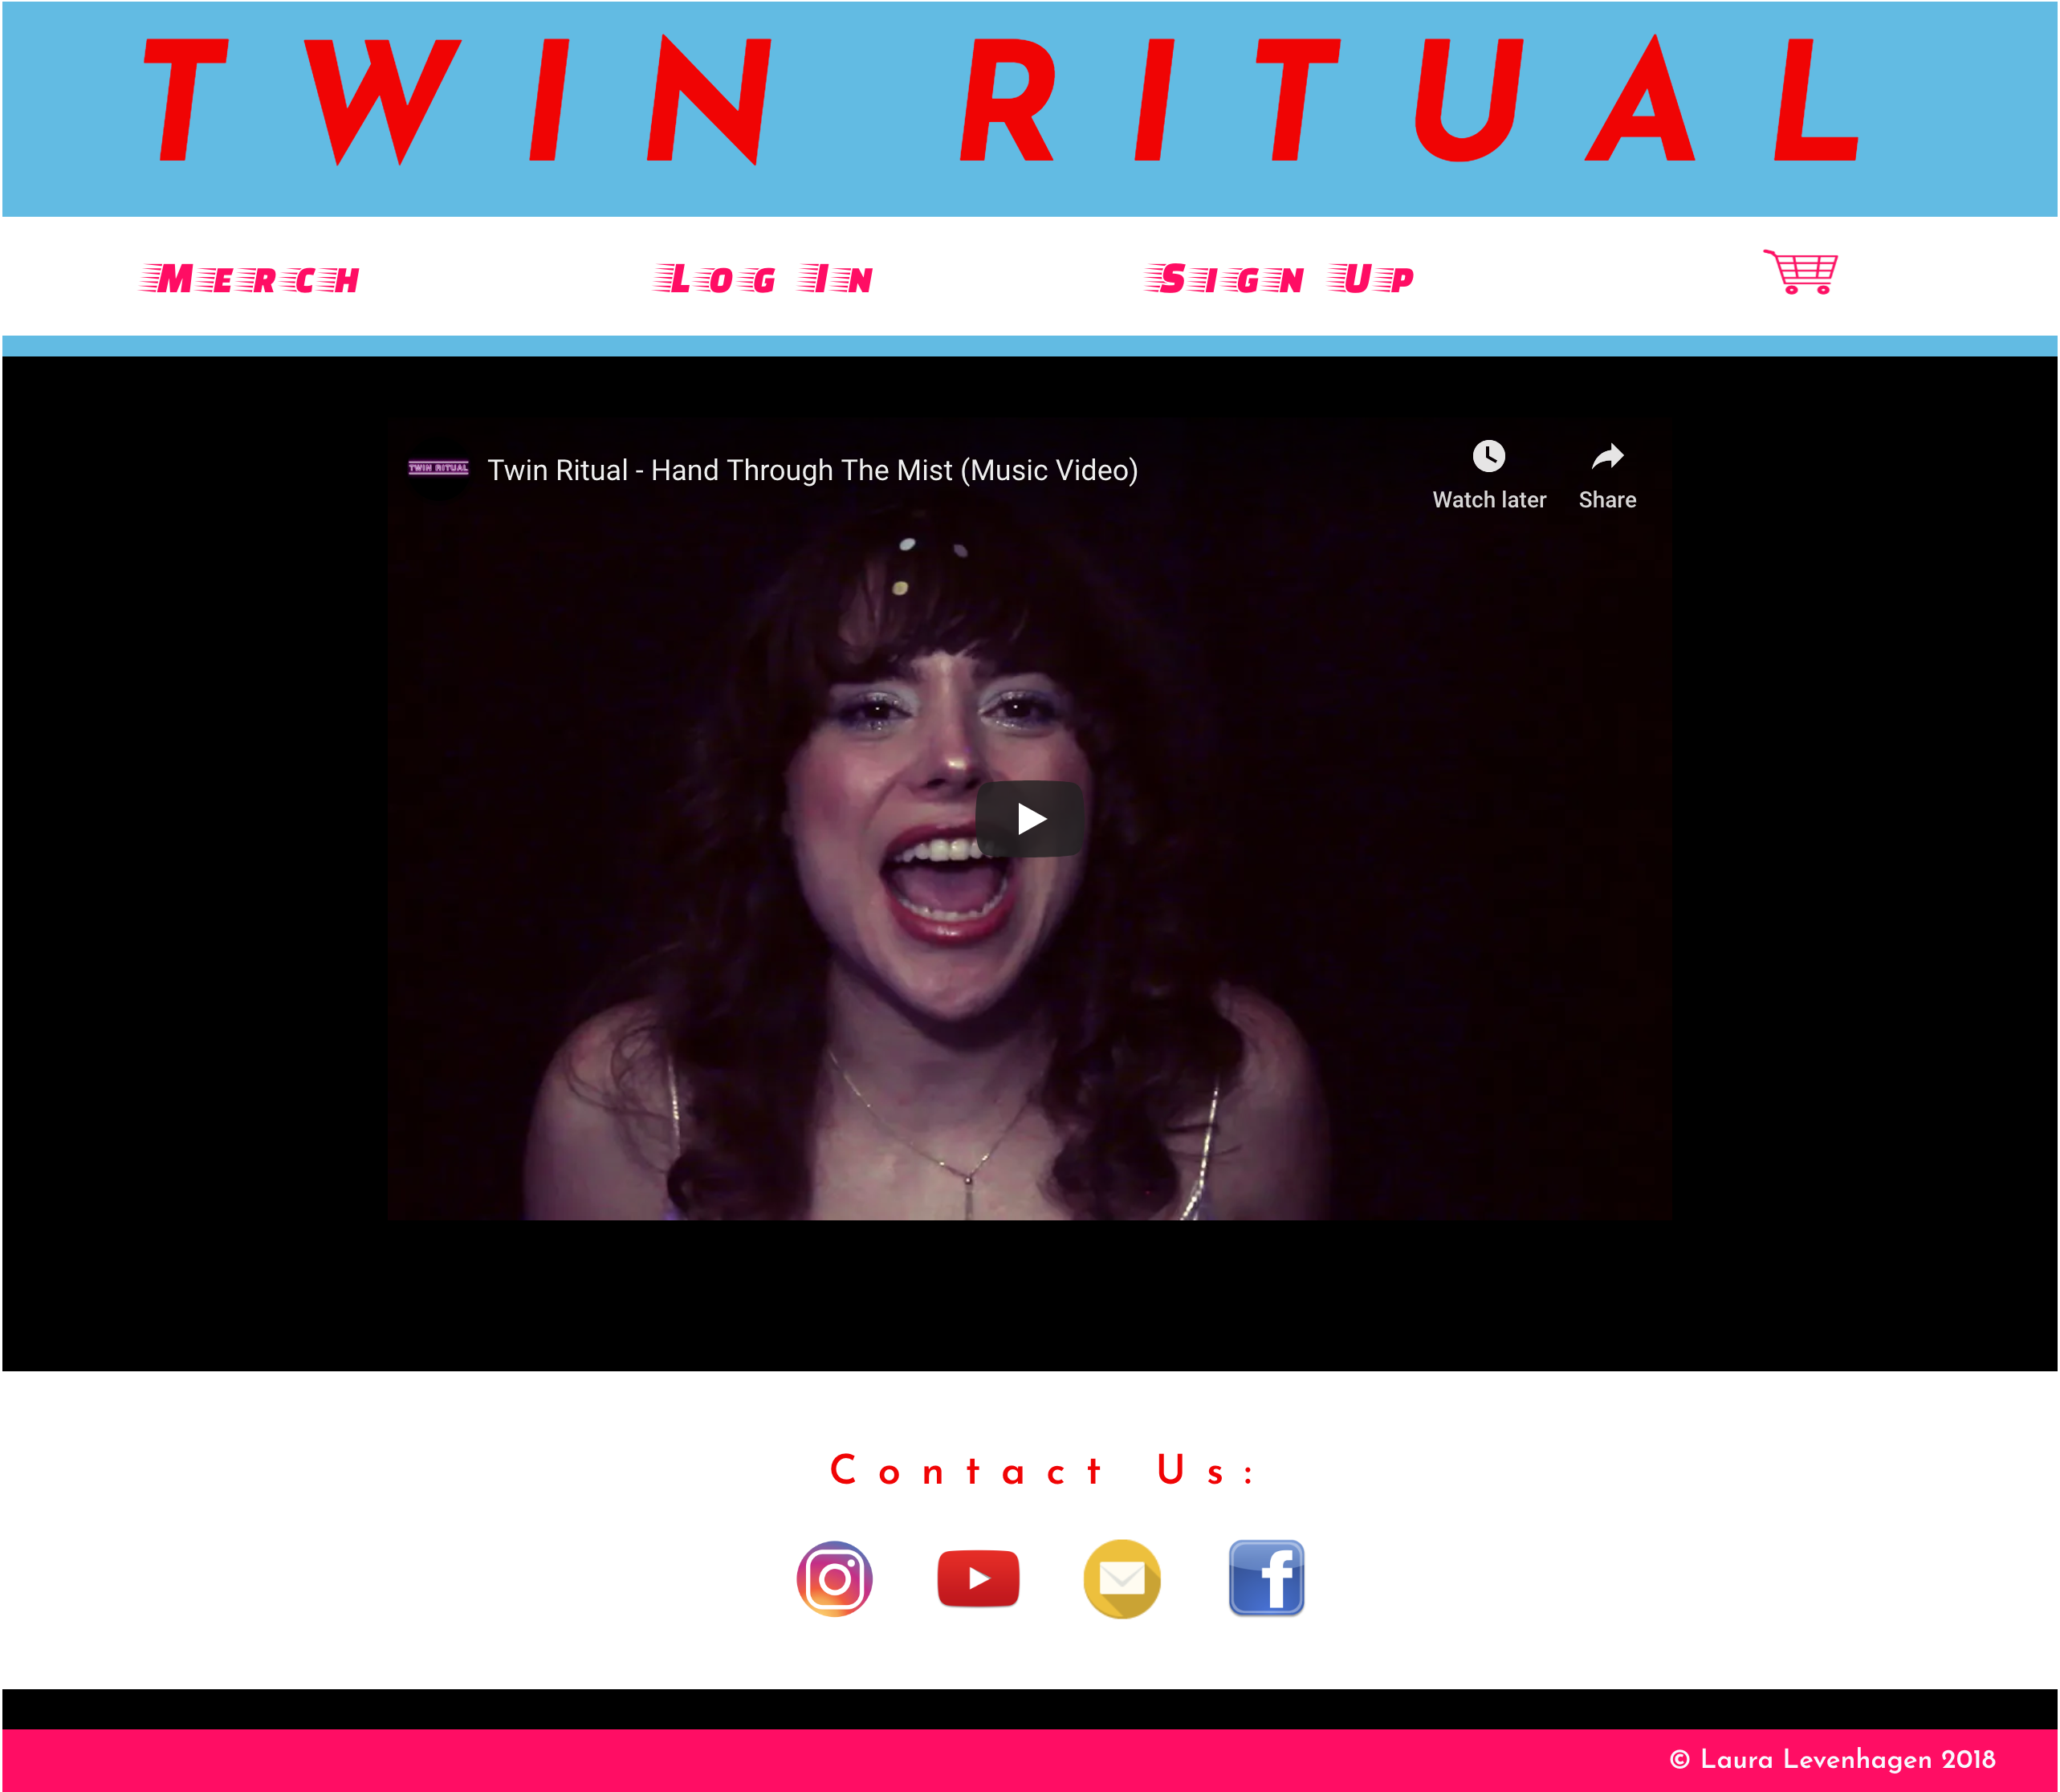 TWIN RITUAL
Merch Log In Sign Up
TWIN RITUAL Twin Ritual - Hand Through The Mist (Music Video)
Watch later Share
Contact Us:
f
© Laura Levenhagen 2018